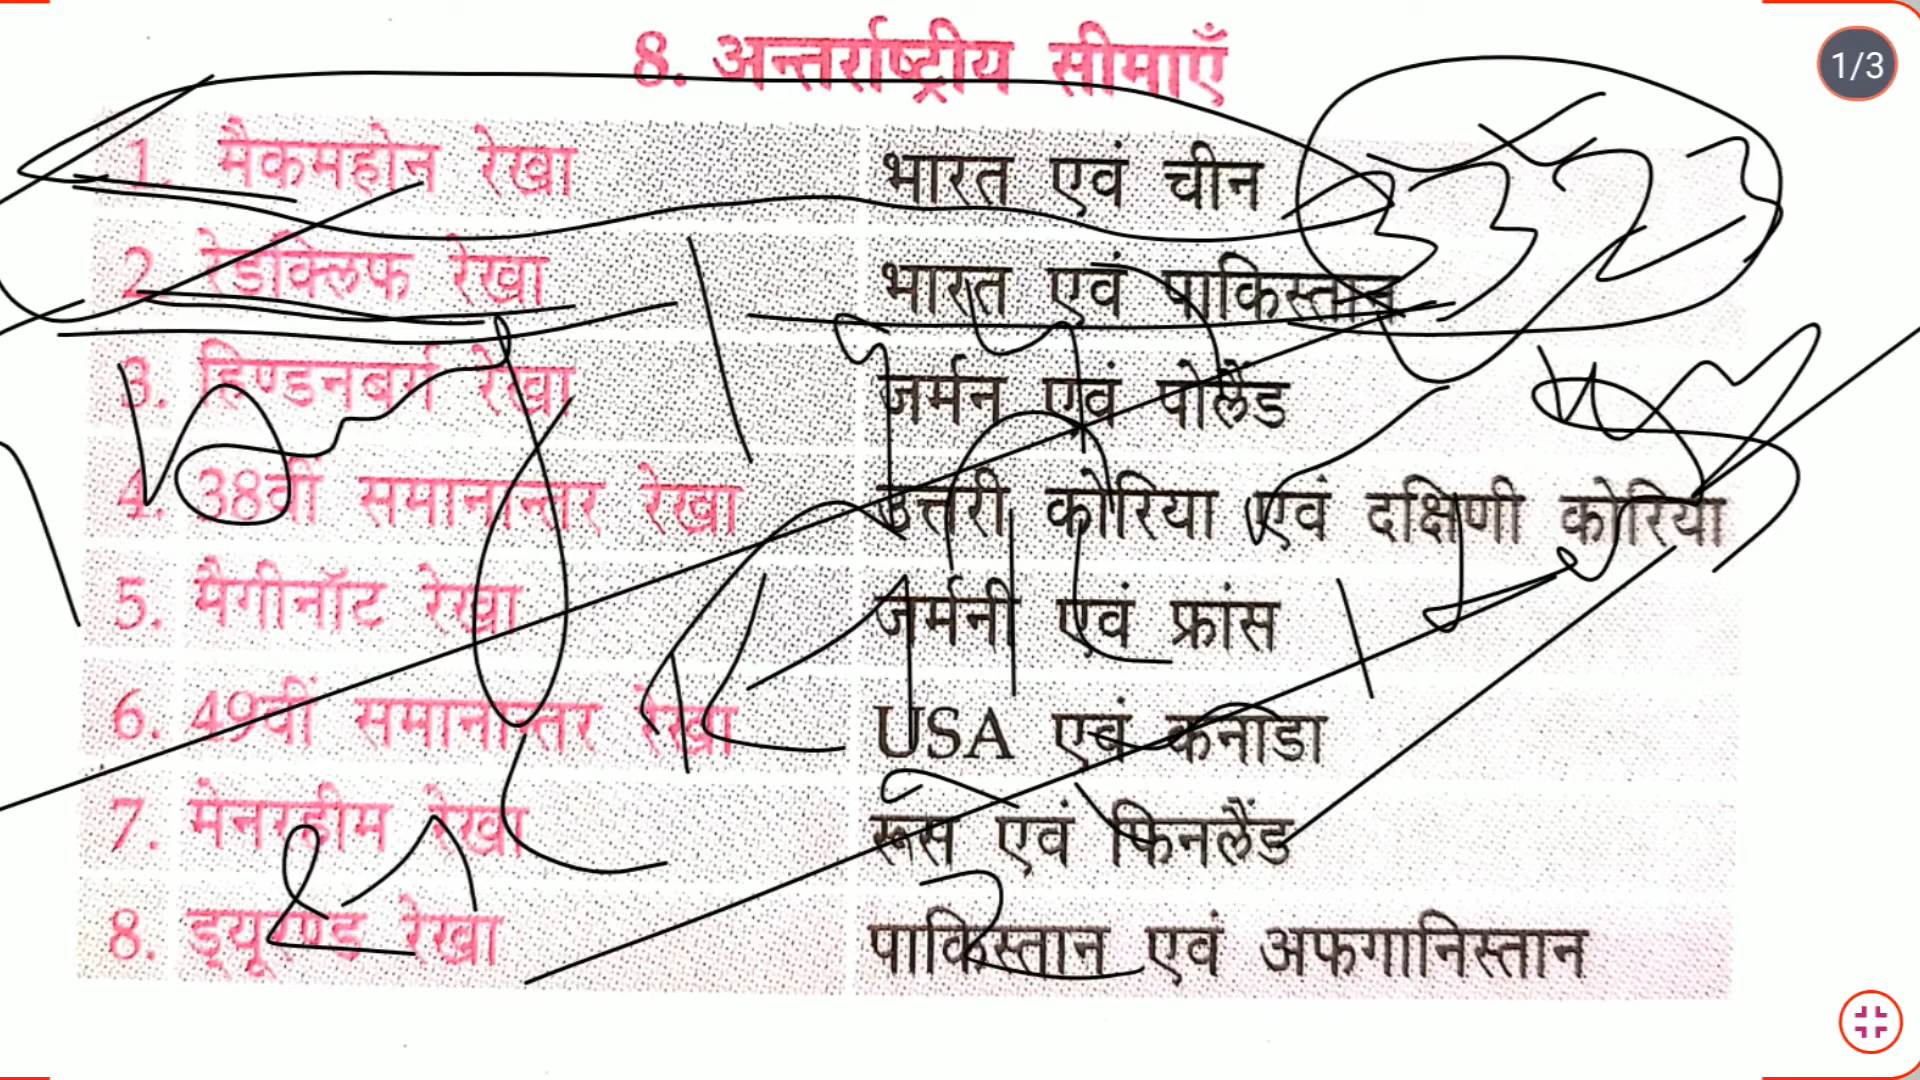 8. अन्तर्राष्ट्रीय सीमाएँ
1/3
1. मैकमहोन रेखा भारत एवं चीन
2. रेडक्लिफ रेखा भारत एवं पाकिस्तान
3. हिण्डनबर्ग रेखा जर्मन एवं पोलैंड
4. 38वीं समानान्तर रेखा उत्तरी कोरिया एवं दक्षिणी कोरिया
5. मैगीनॉट रेखा जर्मनी एवं फ्रांस
6. 49वीं समानान्तर रेखा USA एवं कनाडा
7. मेनरहीम रेखा रूस एवं फिनलैंड
8. ड्यूरण्ड रेखा पाकिस्तान एवं अफगानिस्तान